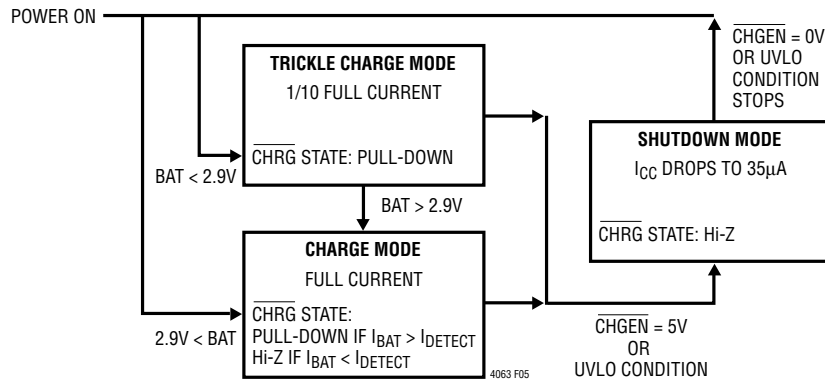 POWER ON
TRICKLE CHARGE MODE
1/10 FULL CURRENT
CHRG STATE: PULL-DOWN
BAT < 2.9V
BAT > 2.9V
CHARGE MODE
FULL CURRENT
CHRG STATE:
PULL-DOWN IF IBAT > IDETECT
Hi-Z IF IBAT < IDETECT
2.9V < BAT
4063 F05
CHGEN = 0V
OR UVLO
CONDITION
STOPS
SHUTDOWN MODE
ICC DROPS TO 35µA
CHRG STATE: Hi-Z
CHGEN = 5V
OR
UVLO CONDITION